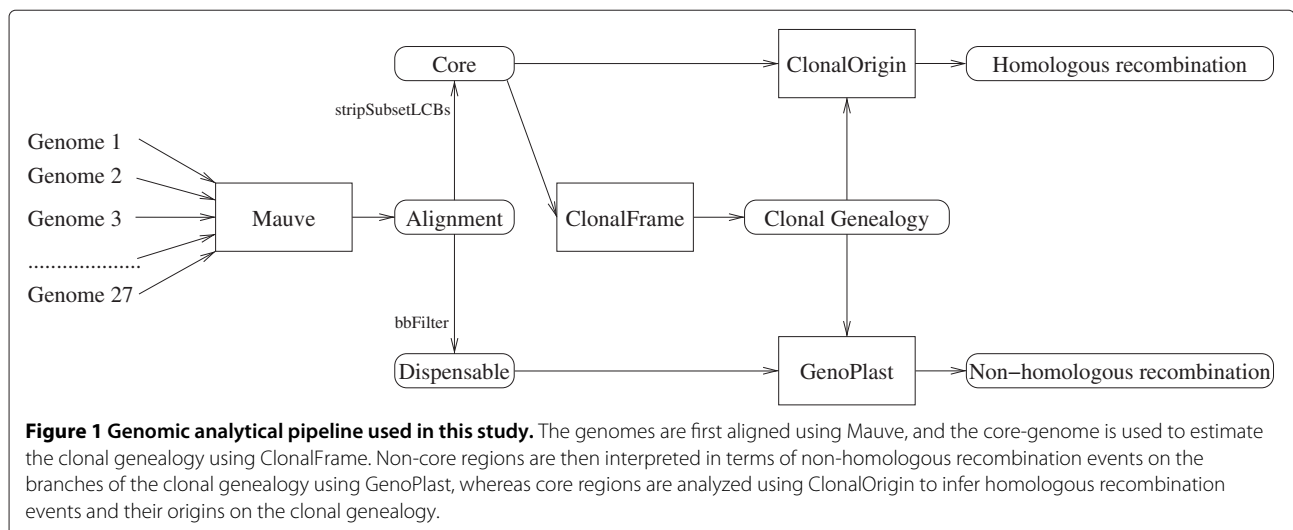 Core
ClonalOrigin
Homologous recombination
stripSubsetLCBs
Genome 1
Genome 2
Genome 3
....................
Genome 27
Mauve
Alignment
ClonalFrame
Clonal Genealogy
bbFilter
Dispensable
GenoPlast
Non−homologous recombination
Figure 1 Genomic analytical pipeline used in this study. The genomes are first aligned using Mauve, and the core-genome is used to estimate
the clonal genealogy using ClonalFrame. Non-core regions are then interpreted in terms of non-homologous recombination events on the
branches of the clonal genealogy using GenoPlast, whereas core regions are analyzed using ClonalOrigin to infer homologous recombination
events and their origins on the clonal genealogy.